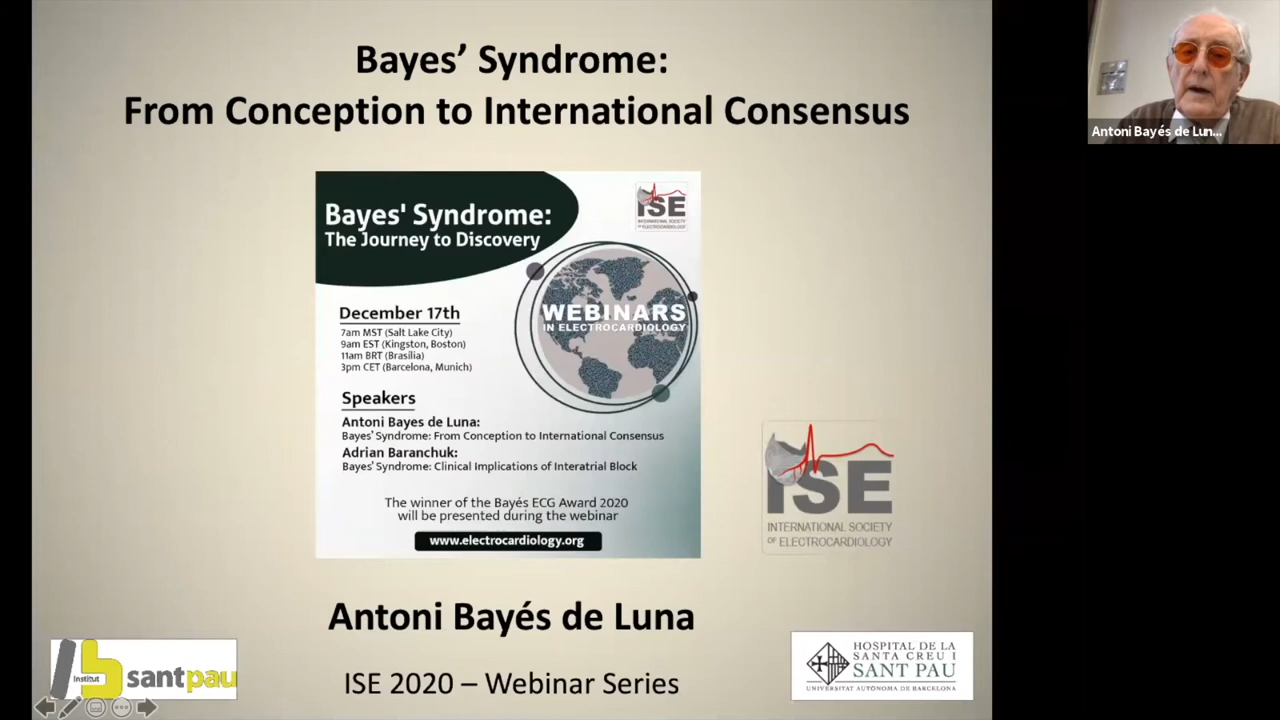 Bayes’ Syndrome:
From Conception to International Consensus
Bayes' Syndrome:
The Journey to Discovery
ISE
INTERNATIONAL SOCIETY
OF ELECTROCARDIOLOGY
WEBINARS
IN ELECTROCARDIOLOGY
December 17th
7am MST (Salt Lake City)
9am EST (Kingston, Boston)
11am BRT (Brasilia)
3pm CET (Barcelona, Munich)
Speakers
Antoni Bayes de Luna:
Bayes' Syndrome: From Conception to International Consensus
Adrian Baranchuk:
Bayes' Syndrome: Clinical Implications of Interatrial Block
The winner of the Bayés ECG Award 2020
will be presented during the webinar
www.electrocardiology.org
ISE
INTERNATIONAL SOCIETY
OF ELECTROCARDIOLOGY
Antoni Bayés de Luna
ISE 2020 – Webinar Series
Institut
santpau
HOSPITAL DE LA
SANTA CREU I
SANT PAU
UNIVERSITAT AUTÒNOMA DE BARCELONA
Antoni Bayés de Lun...